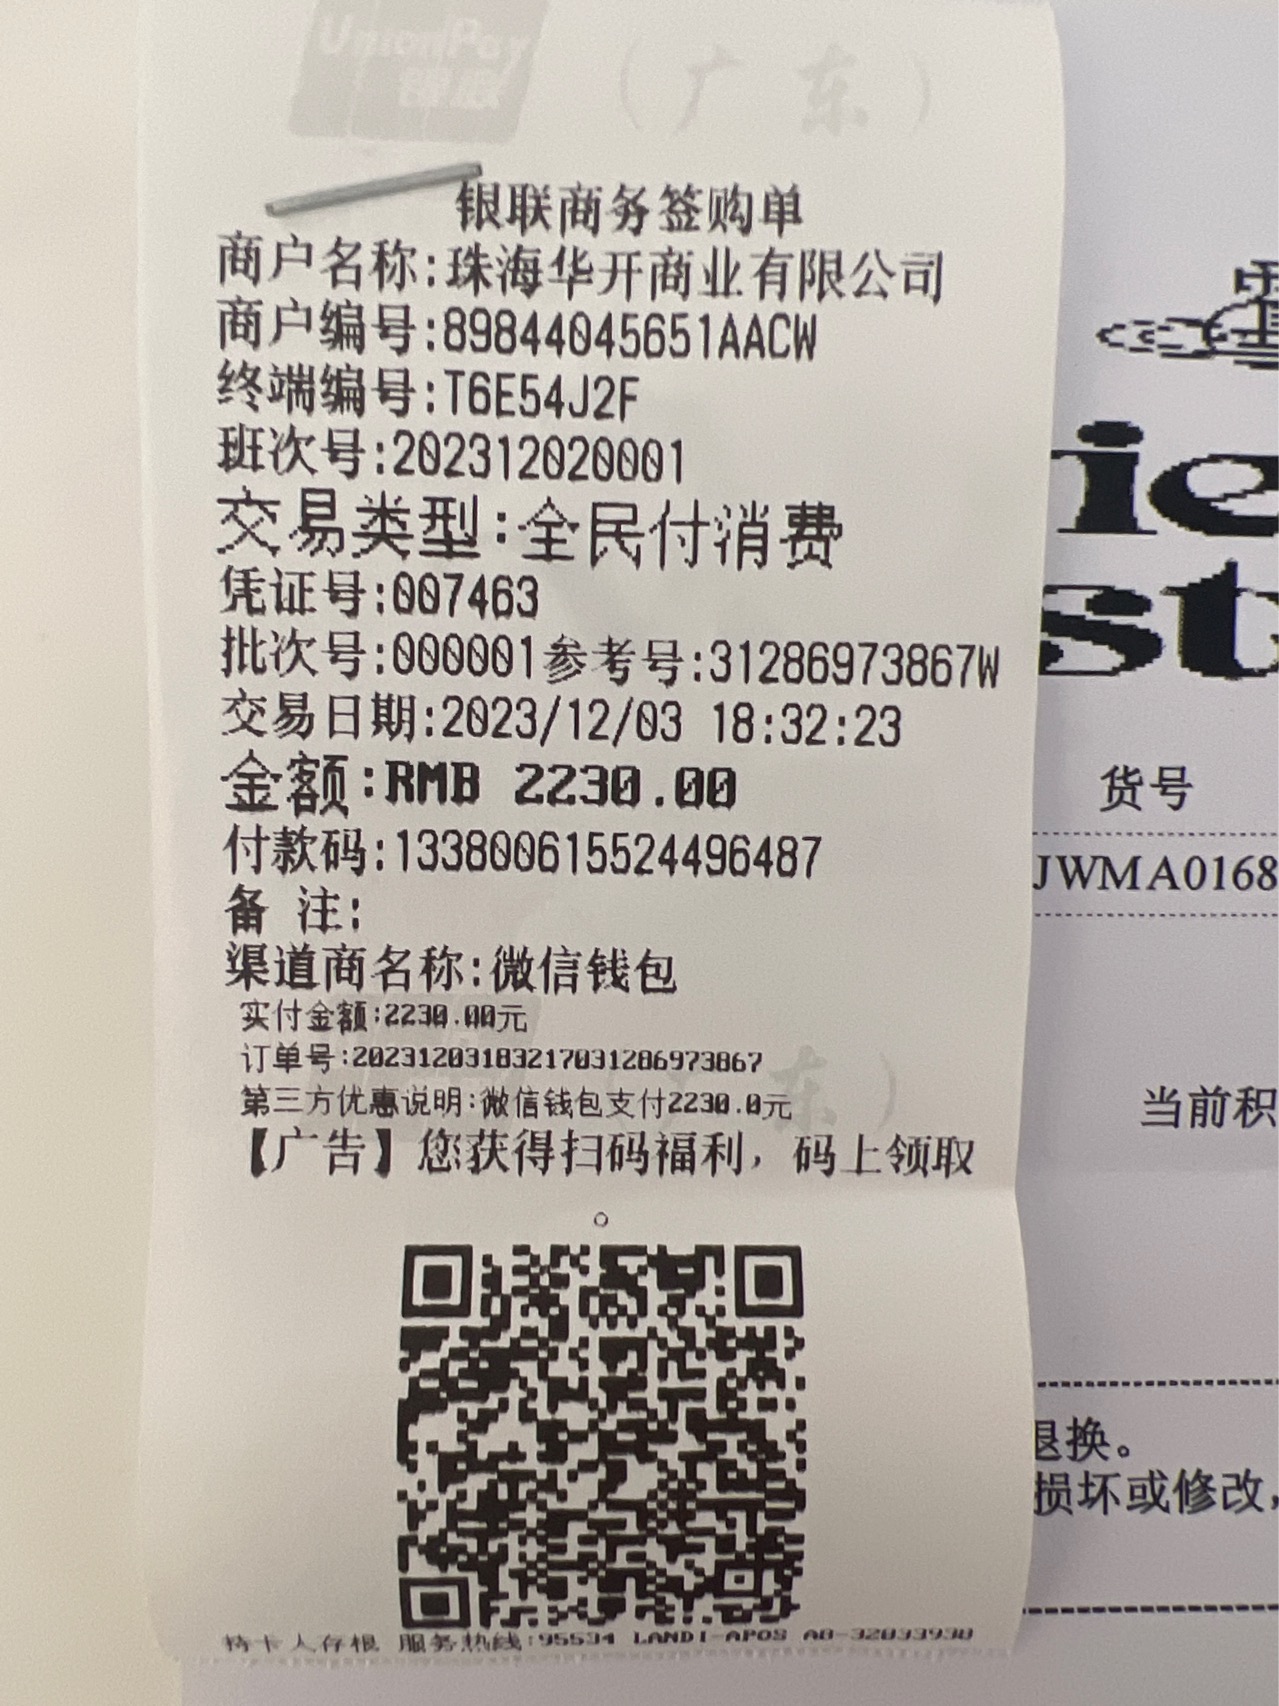 UnionPay
银联
（广 东）
银联商务签购单
商户名称:珠海华开商业有限公司
商户编号:89844045651AACW
终端编号:T6E54J2F
班次号:202312020001
交易类型:全民付消费
凭证号:007463
批次号:000001参考号:31286973867W
交易日期:2023/12/03 18:32:23
金额:RMB 2230.00
付款码:133800615524496487
备 注:
渠道商名称:微信钱包
实付金额:2230.00元
订单号:20231203183217031286973867
第三方优惠说明:微信钱包支付2230.0元
【广告】您获得扫码福利，码上领取
。
持卡人存根 服务热线:95534 LANDI-APOS A8-32033938
ie
st
货号
JWMA0168
当前积
退换。
损坏或修改，